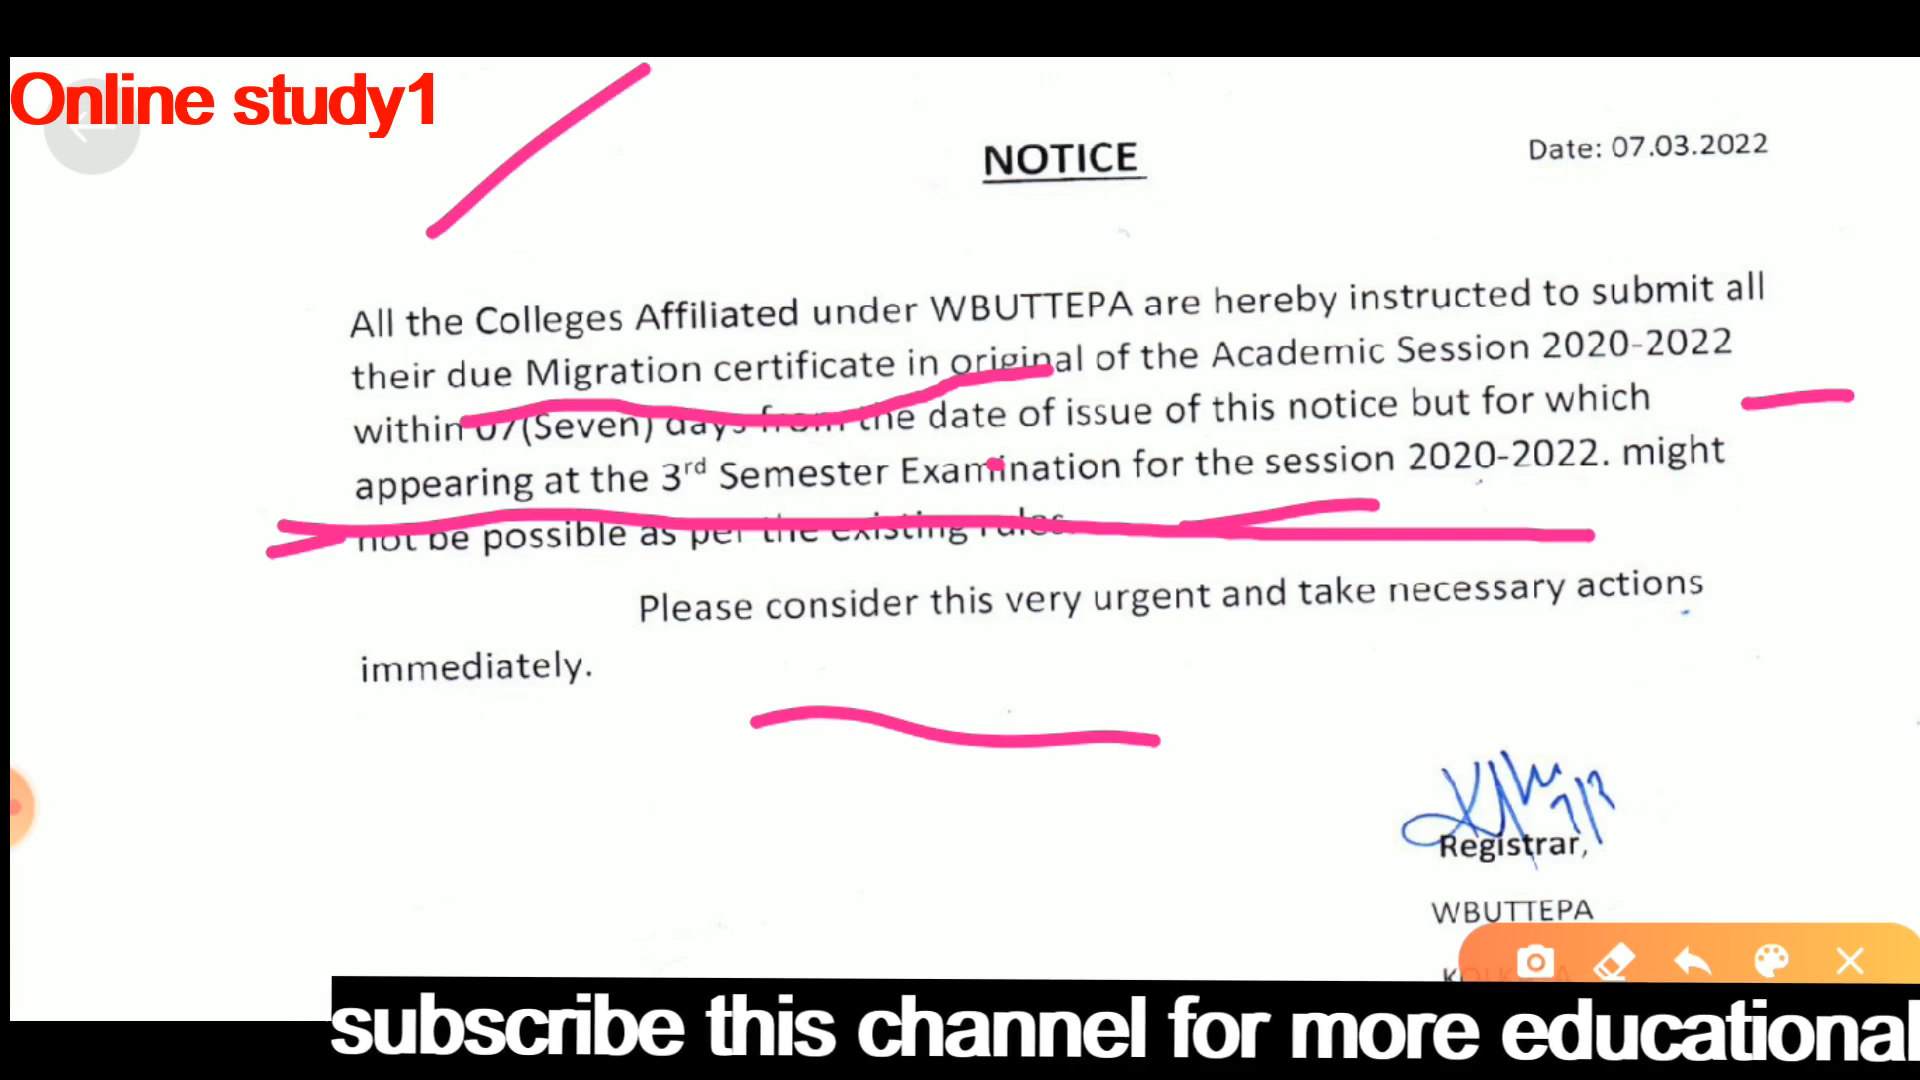 Online study1
NOTICE
Date: 07.03.2022
All the Colleges Affiliated under WBUTTEPA are hereby instructed to submit all
their due Migration certificate in original of the Academic Session 2020-2022
within 07(Seven) days from the date of issue of this notice but for which
appearing at the 3rd Semester Examination for the session 2020-2022. might
not be possible as per the existing rules.
Please consider this very urgent and take necessary actions
immediately.
7/3
Registrar,
WBUTTEPA
subscribe this channel for more educational